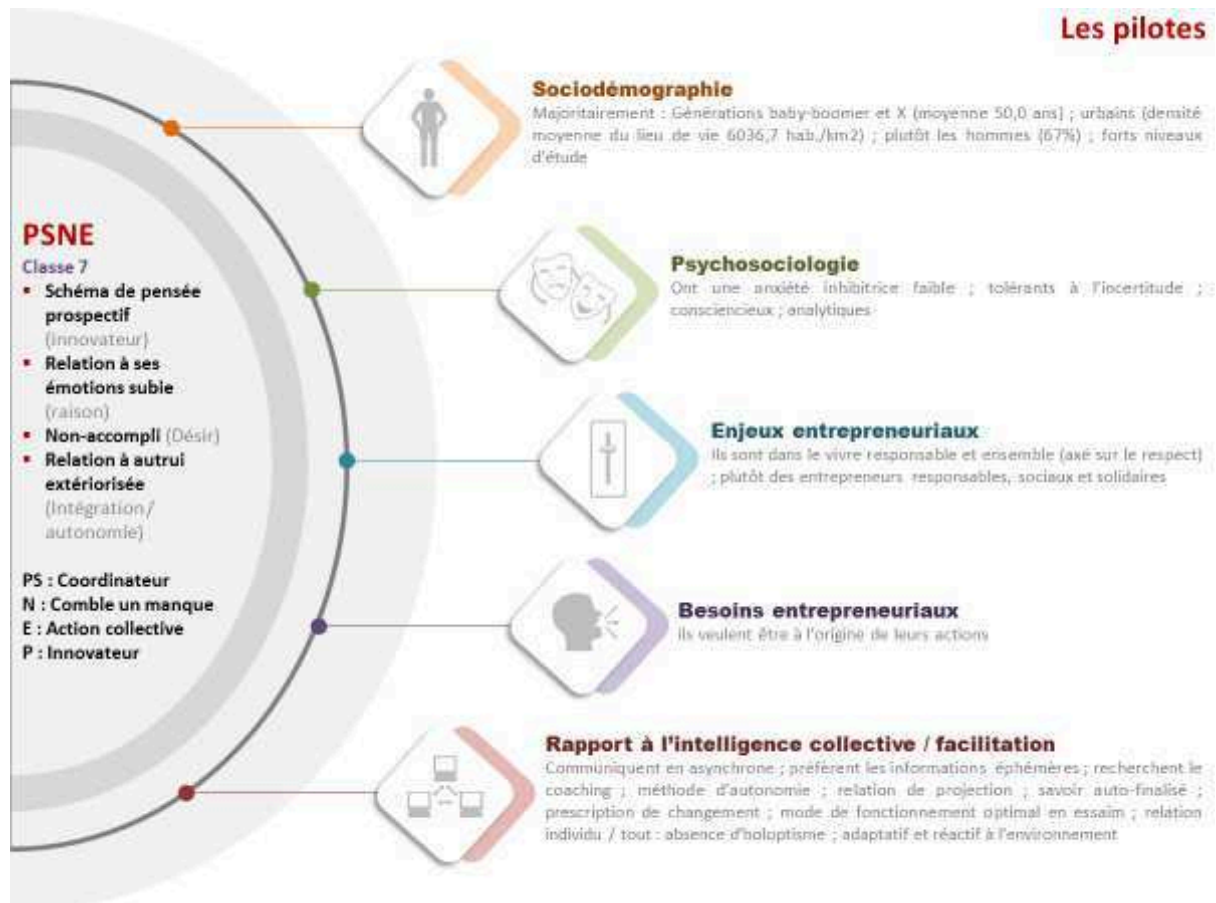 Les pilotes
Sociodémographie
Majoritairement : Générations baby-boomer et X (moyenne 50,0 ans) ; urbains (densité
moyenne du lieu de vie 6036,7 hab./km2) ; plutôt les hommes (67%) ; forts niveaux
d'étude
PSNE
Classe 7
▪ Schéma de pensée
prospectif
(innovateur)
▪ Relation à ses
émotions subie
(raison)
▪ Non-accompli (Désir)
▪ Relation à autrui
extériorisée
(Intégration /
autonomie)
PS : Coordinateur
N : Comble un manque
E : Action collective
P : Innovateur
Psychosociologie
Ont une anxiété inhibitrice faible ; tolérants à l'incertitude ;
consciencieux ; analytiques
Enjeux entrepreneuriaux
Ils sont dans le vivre responsable et ensemble (axé sur le respect)
; plutôt des entrepreneurs responsables, sociaux et solidaires
Besoins entrepreneuriaux
Ils veulent être à l'origine de leurs actions
Rapport à l'intelligence collective / facilitation
Communiquent en asynchrone ; préfèrent les informations éphémères ; recherchent le
coaching ; méthode d'autonomie ; relation de projection ; savoir auto-finalisé ;
prescription de changement ; mode de fonctionnement optimal en essaim ; relation
individu / tout : absence d'holoptisme ; adaptatif et réactif à l'environnement